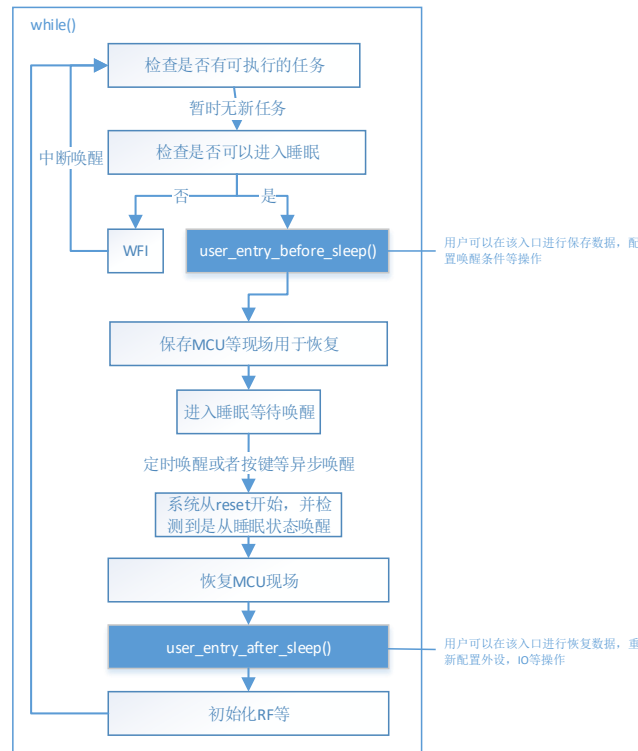 while()
检查是否有可执行的任务
暂时无新任务
中断唤醒
检查是否可以进入睡眠
否
是
WFI
user_entry_before_sleep()
用户可以在该入口进行保存数据，配
置唤醒条件等操作
保存MCU等现场用于恢复
进入睡眠等待唤醒
定时唤醒或者按键等异步唤醒
系统从reset开始，并检
测到是从睡眠状态唤醒
恢复MCU现场
user_entry_after_sleep()
用户可以在该入口进行恢复数据，重
新配置外设，IO等操作
初始化RF等